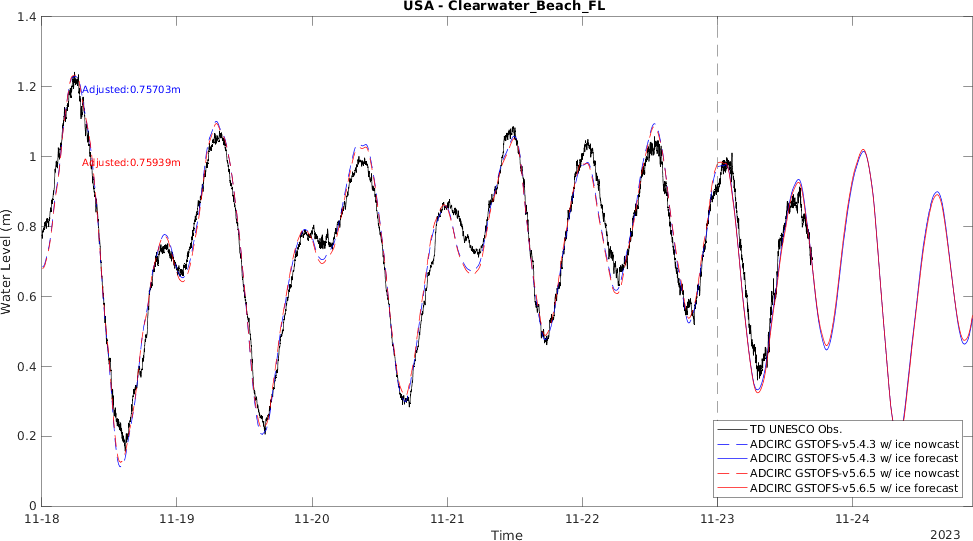 USA - Clearwater_Beach_FL
1.4
1.2
1
0.8
0.6
0.4
0.2
0
Water Level (m)
Adjusted:0.75703m
Adjusted:0.75939m
TD UNESCO Obs.
ADCIRC GSTOFS-v5.4.3 w/ ice nowcast
ADCIRC GSTOFS-v5.4.3 w/ ice forecast
ADCIRC GSTOFS-v5.6.5 w/ ice nowcast
ADCIRC GSTOFS-v5.6.5 w/ ice forecast
11-18 11-19 11-20 11-21 11-22 11-23 11-24
Time
2023